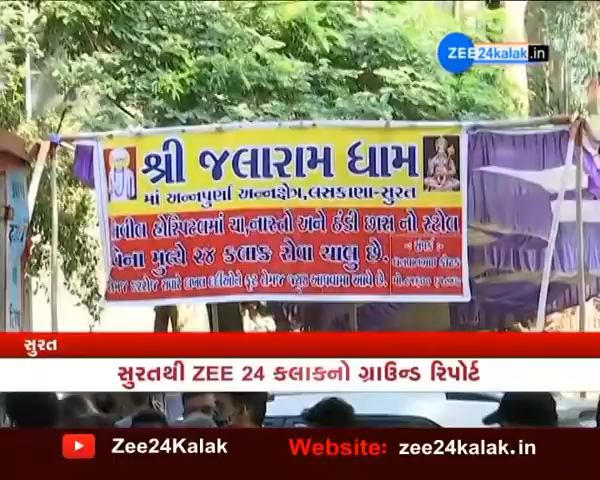 ZEE24kalak.in
શ્રી જલારામ ધામ
માં અન્નપુર્ણા અન્નક્ષેત્ર,લસકાણા-સુરત
સિવીલ હોસ્પિટલમાં ચા,નાસ્તો અને ઠંડી છાસ નો સ્ટોલ
વિના મુલ્યે ૨૪ કલાક સેવા ચાલુ છે.
સુરત
સુરતથી ZEE 24 કલાકનો ગ્રાઉન્ડ રિપોર્ટ
Zee24Kalak Website: zee24kalak.in